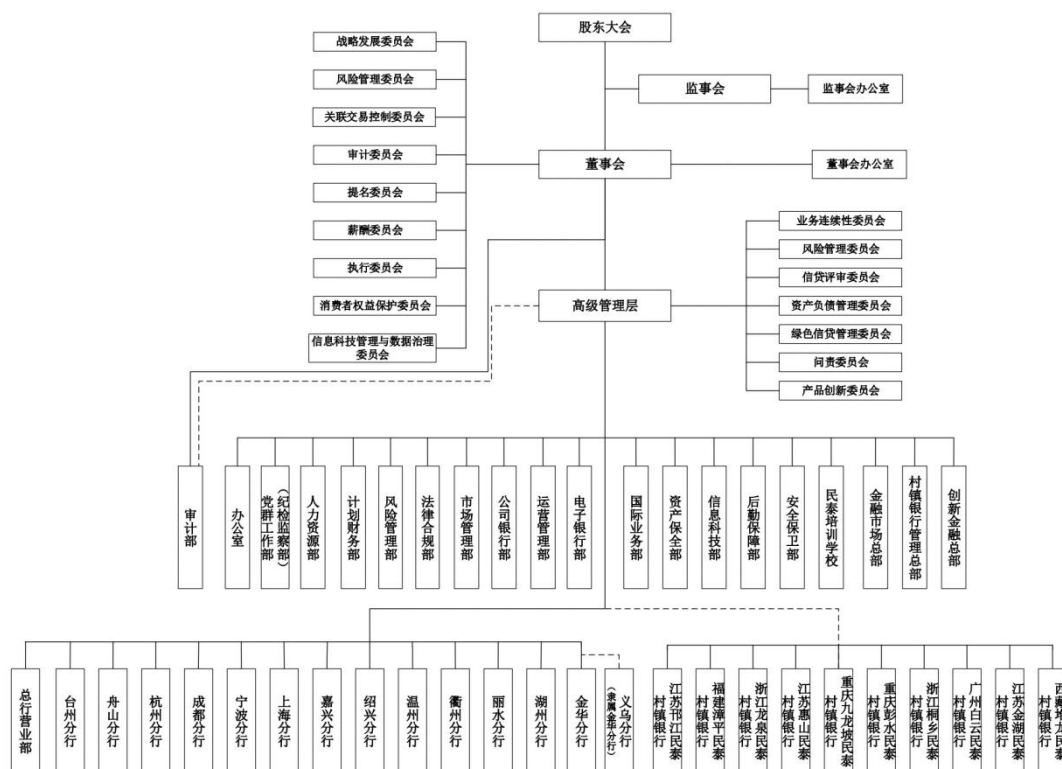 股东大会
战略发展委员会
风险管理委员会
监事会
监事会办公室
关联交易控制委员会
审计委员会
董事会
董事会办公室
提名委员会
薪酬委员会
业务连续性委员会
风险管理委员会
执行委员会
信贷评审委员会
消费者权益保护委员会
高级管理层
资产负债管理委员会
信息科技管理与数据治理
委员会
绿色信贷管理委员会
问责委员会
产品创新委员会
审计部
办公室
党群工作部
（纪检监察部）
人力资源部
计划财务部
风险管理部
法律合规部
市场管理部
公司银行部
运营管理部
电子银行部
国际业务部
资产保全部
信息科技部
后勤保障部
安全保卫部
民泰培训学校
金融市场总部
村镇银行管理总部
创新金融总部
总行营业部
台州分行
舟山分行
杭州分行
成都分行
宁波分行
上海分行
嘉兴分行
绍兴分行
温州分行
衢州分行
丽水分行
湖州分行
金华分行
义乌分行
（隶属金华分行）
江苏邗江民泰
村镇银行
福建漳平民泰
村镇银行
浙江龙泉民泰
村镇银行
江苏惠山民泰
村镇银行
重庆九龙坡民泰
村镇银行
重庆彭水民泰
村镇银行
浙江桐乡民泰
村镇银行
广州白云民泰
村镇银行
江苏金湖民泰
村镇银行
村镇银行